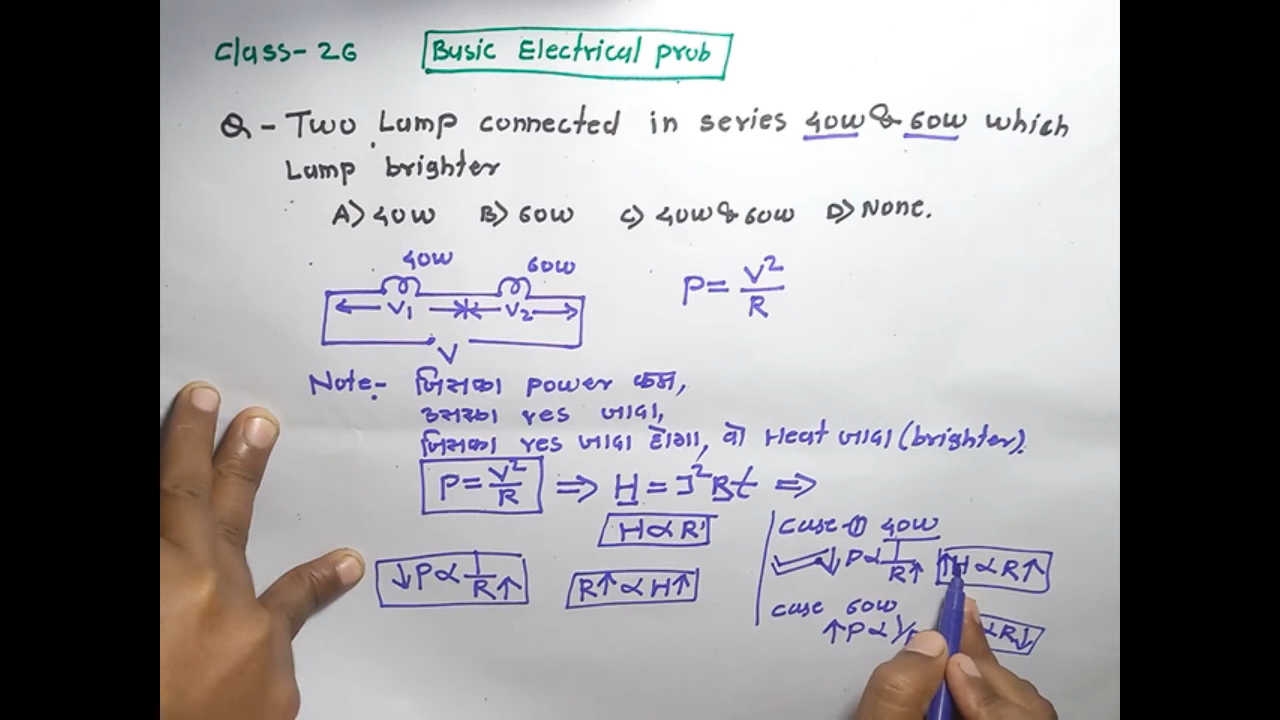 Class-26 Busic Electrical prob
Q - Two Lamp connected in series 40W & 60W which
Lamp brighter
A) 40W B) 60W C) 40W & 60W D) None.
40W 60W
V1 V2
V
P = V²/R
Note:- जिसका power कम,
उसका res जादा,
जिसका res जादा होगा, वो Heat जादा (brighter).
P = V²/R ⇒ H = I²Rt ⇒
H ∝ R
↓P ∝ 1/R↑ R↑ ∝ H↑
Case-① 40W
↓P ∝ 1/R↑ ↑H ∝ R↑
Case 60W
↑P ∝ 1/ ∝ R↓